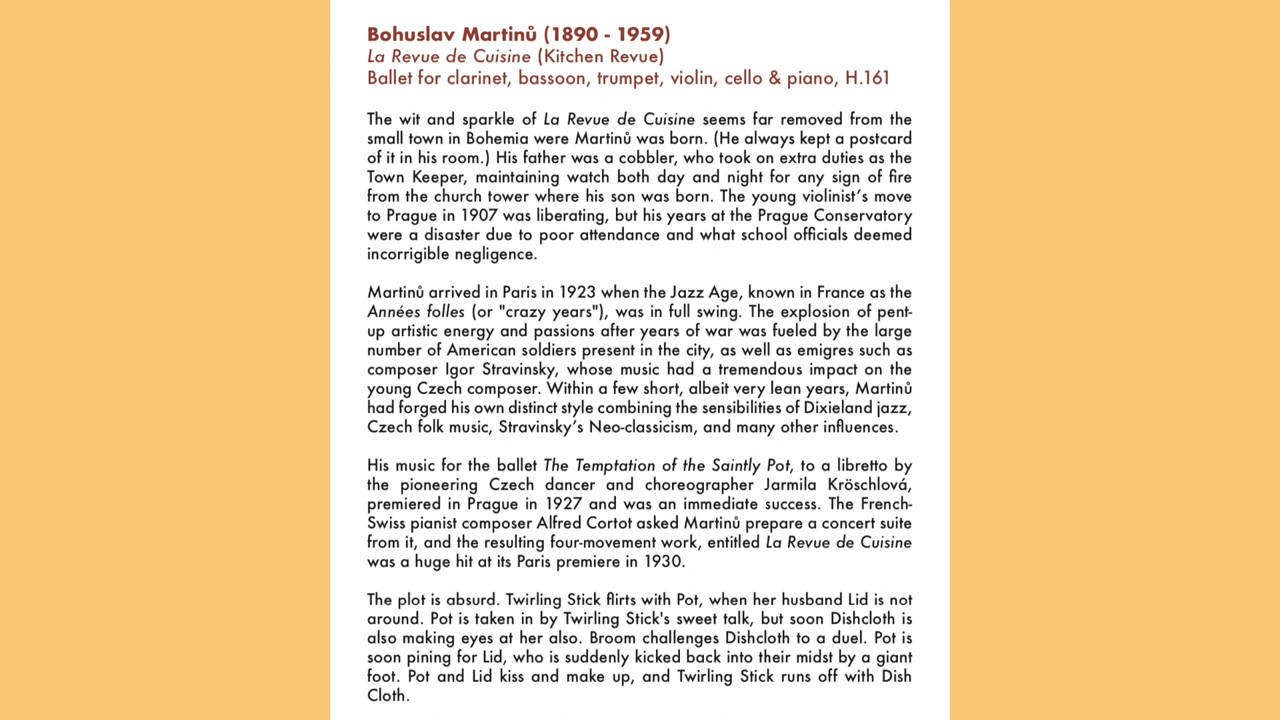 Bohuslav Martinů (1890 - 1959)
La Revue de Cuisine (Kitchen Revue)
Ballet for clarinet, bassoon, trumpet, violin, cello & piano, H.161
The wit and sparkle of La Revue de Cuisine seems far removed from the
small town in Bohemia were Martinů was born. (He always kept a postcard
of it in his room.) His father was a cobbler, who took on extra duties as the
Town Keeper, maintaining watch both day and night for any sign of fire
from the church tower where his son was born. The young violinist’s move
to Prague in 1907 was liberating, but his years at the Prague Conservatory
were a disaster due to poor attendance and what school officials deemed
incorrigible negligence.
Martinů arrived in Paris in 1923 when the Jazz Age, known in France as the
Années folles (or "crazy years"), was in full swing. The explosion of pent-
up artistic energy and passions after years of war was fueled by the large
number of American soldiers present in the city, as well as emigres such as
composer Igor Stravinsky, whose music had a tremendous impact on the
young Czech composer. Within a few short, albeit very lean years, Martinů
had forged his own distinct style combining the sensibilities of Dixieland jazz,
Czech folk music, Stravinsky’s Neo-classicism, and many other influences.
His music for the ballet The Temptation of the Saintly Pot, to a libretto by
the pioneering Czech dancer and choreographer Jarmila Kröschlová,
premiered in Prague in 1927 and was an immediate success. The French-
Swiss pianist composer Alfred Cortot asked Martinů prepare a concert suite
from it, and the resulting four-movement work, entitled La Revue de Cuisine
was a huge hit at its Paris premiere in 1930.
The plot is absurd. Twirling Stick flirts with Pot, when her husband Lid is not
around. Pot is taken in by Twirling Stick's sweet talk, but soon Dishcloth is
also making eyes at her also. Broom challenges Dishcloth to a duel. Pot is
soon pining for Lid, who is suddenly kicked back into their midst by a giant
foot. Pot and Lid kiss and make up, and Twirling Stick runs off with Dish
Cloth.